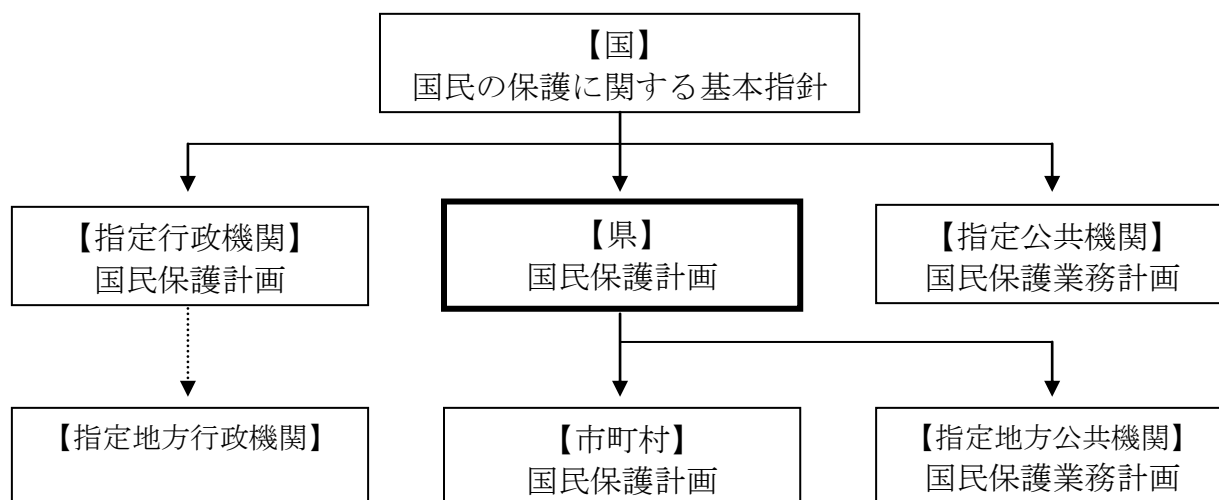 【国】
国民の保護に関する基本指針
【指定行政機関】
国民保護計画
【県】
国民保護計画
【指定公共機関】
国民保護業務計画
【指定地方行政機関】
【市町村】
国民保護計画
【指定地方公共機関】
国民保護業務計画